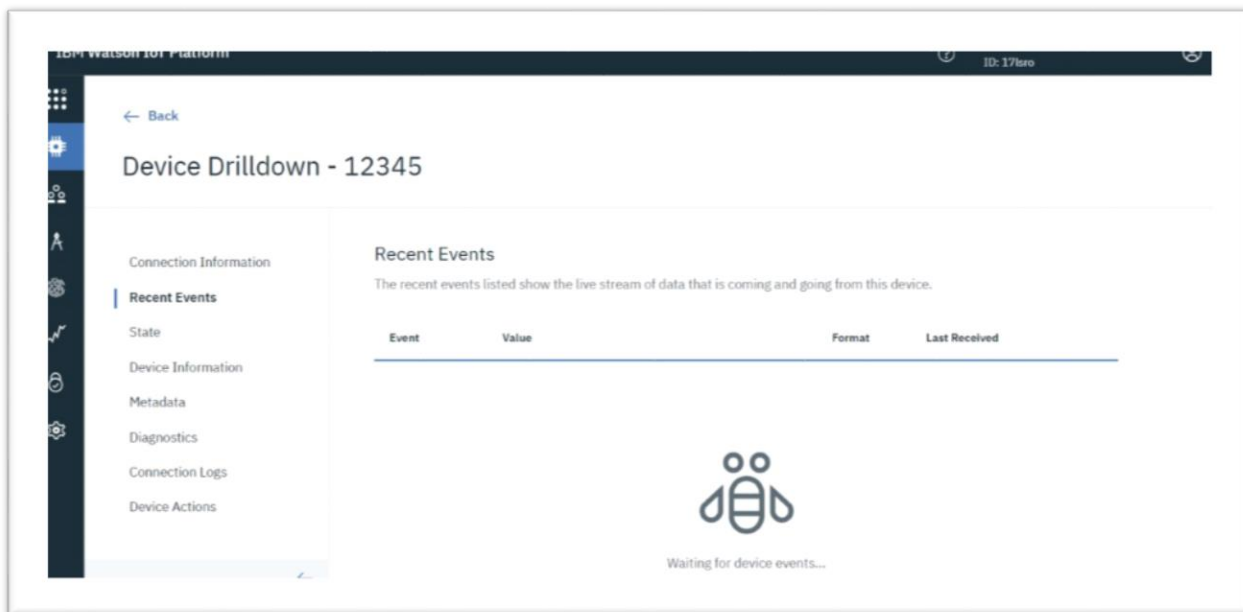 IBM Watson IoT Platform
ID: 17lsro
← Back
Device Drilldown - 12345
Connection Information
Recent Events
State
Device Information
Metadata
Diagnostics
Connection Logs
Device Actions
Recent Events
The recent events listed show the live stream of data that is coming and going from this device.
Event Value Format Last Received
Waiting for device events...